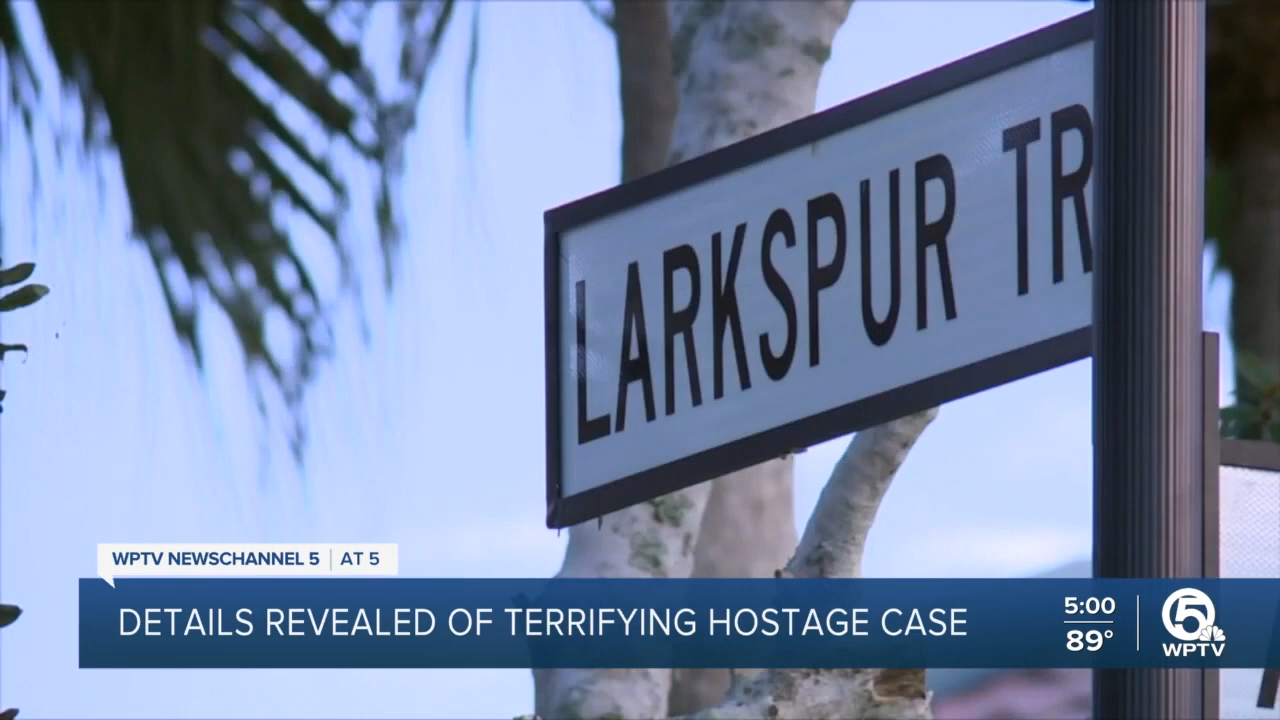 LARKSPUR TR
WPTV NEWSCHANNEL 5 | AT 5
DETAILS REVEALED OF TERRIFYING HOSTAGE CASE
5:00
89°
5
WPTV